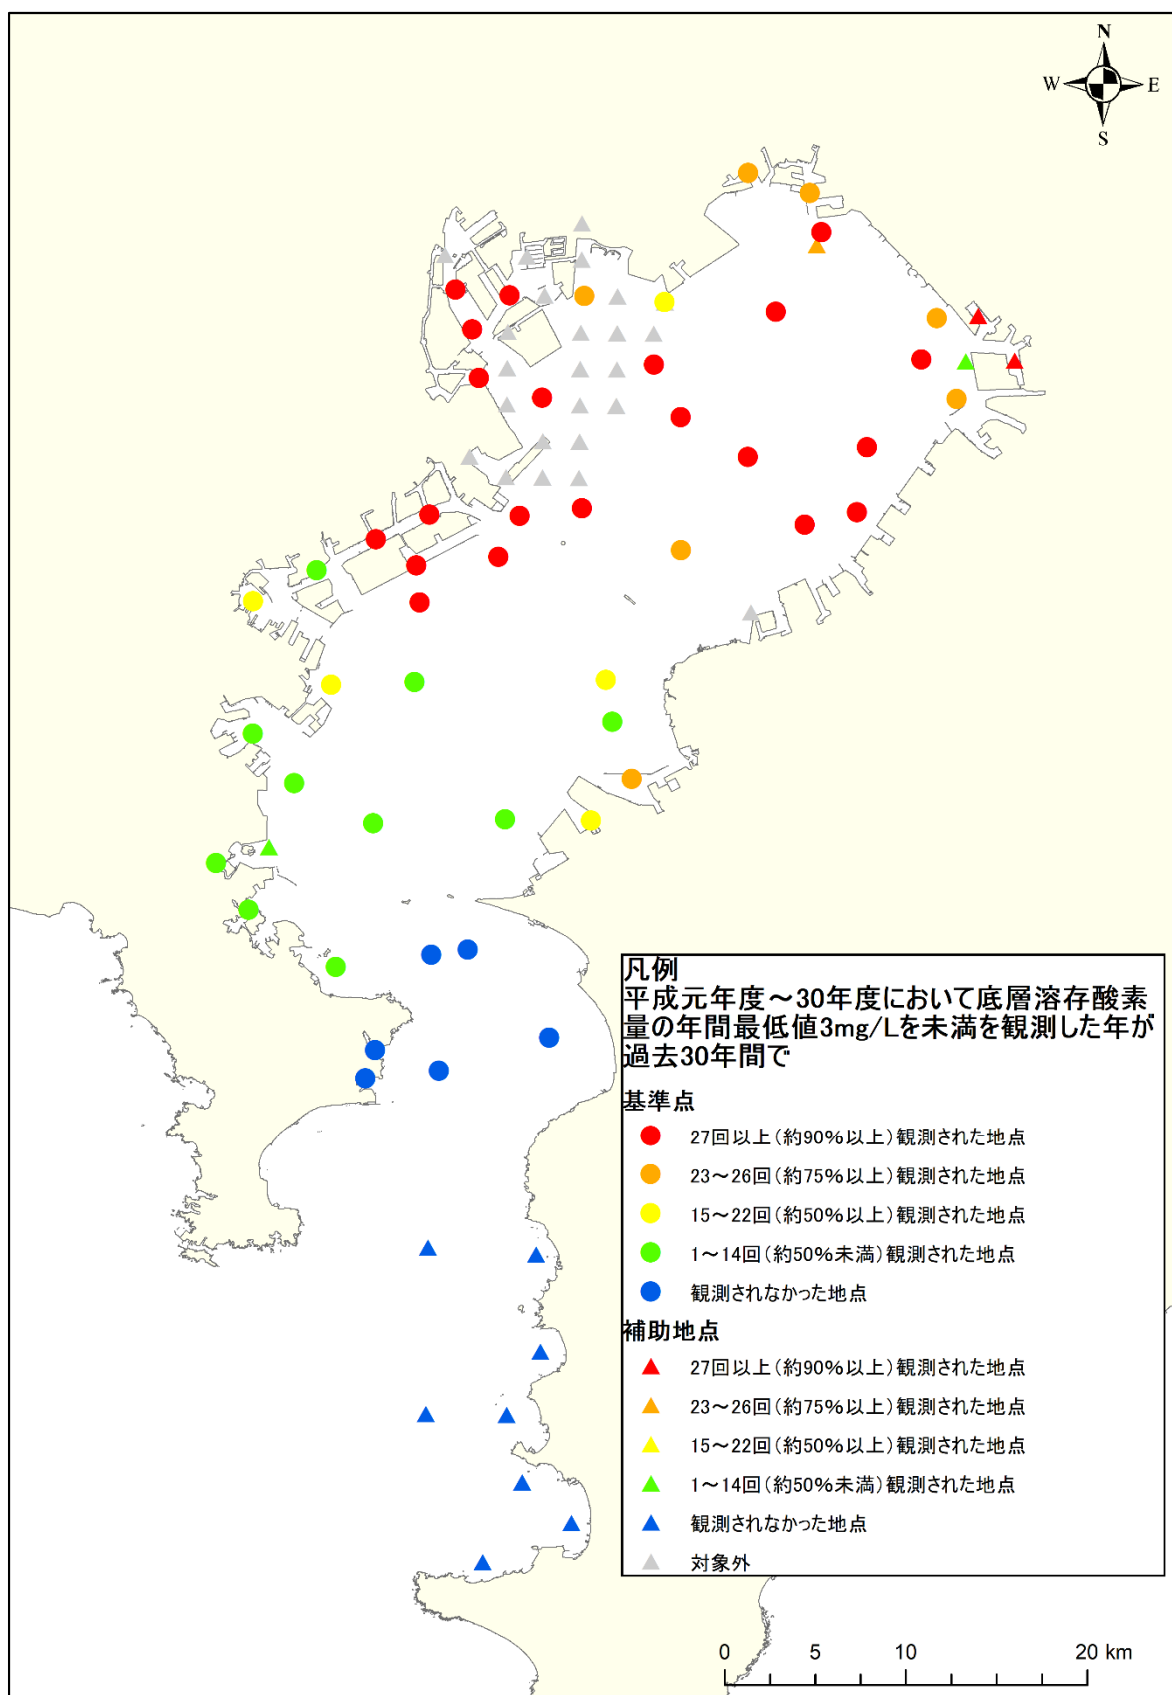 N
W E
S
凡例
平成元年度～30年度において底層溶存酸素
量の年間最低値3mg/Lを未満を観測した年が
過去30年間で
基準点
27回以上（約90%以上）観測された地点
23～26回（約75%以上）観測された地点
15～22回（約50%以上）観測された地点
1～14回（約50%未満）観測された地点
観測されなかった地点
補助地点
27回以上（約90%以上）観測された地点
23～26回（約75%以上）観測された地点
15～22回（約50%以上）観測された地点
1～14回（約50%未満）観測された地点
観測されなかった地点
対象外
0 5 10 20 km